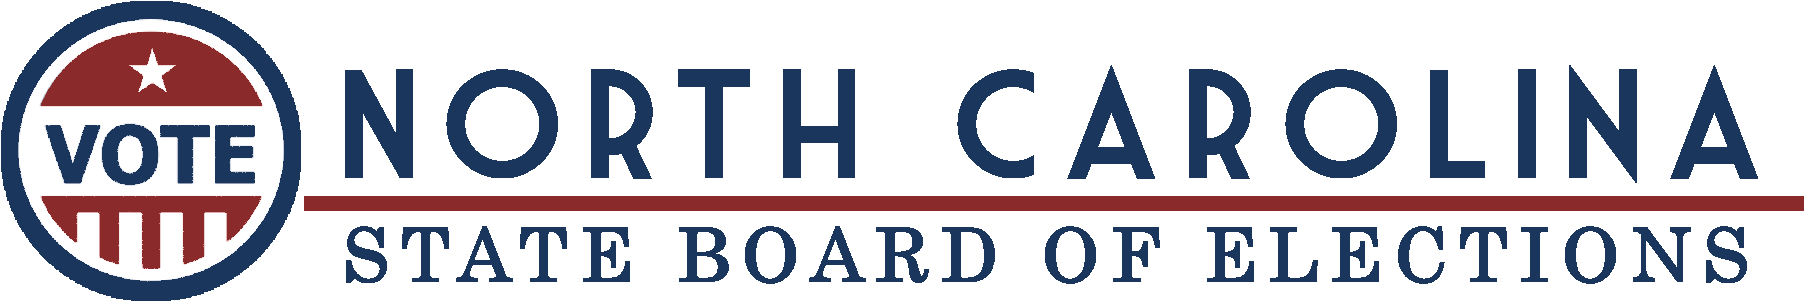 VOTE
NORTH CAROLINA
STATE BOARD OF ELECTIONS